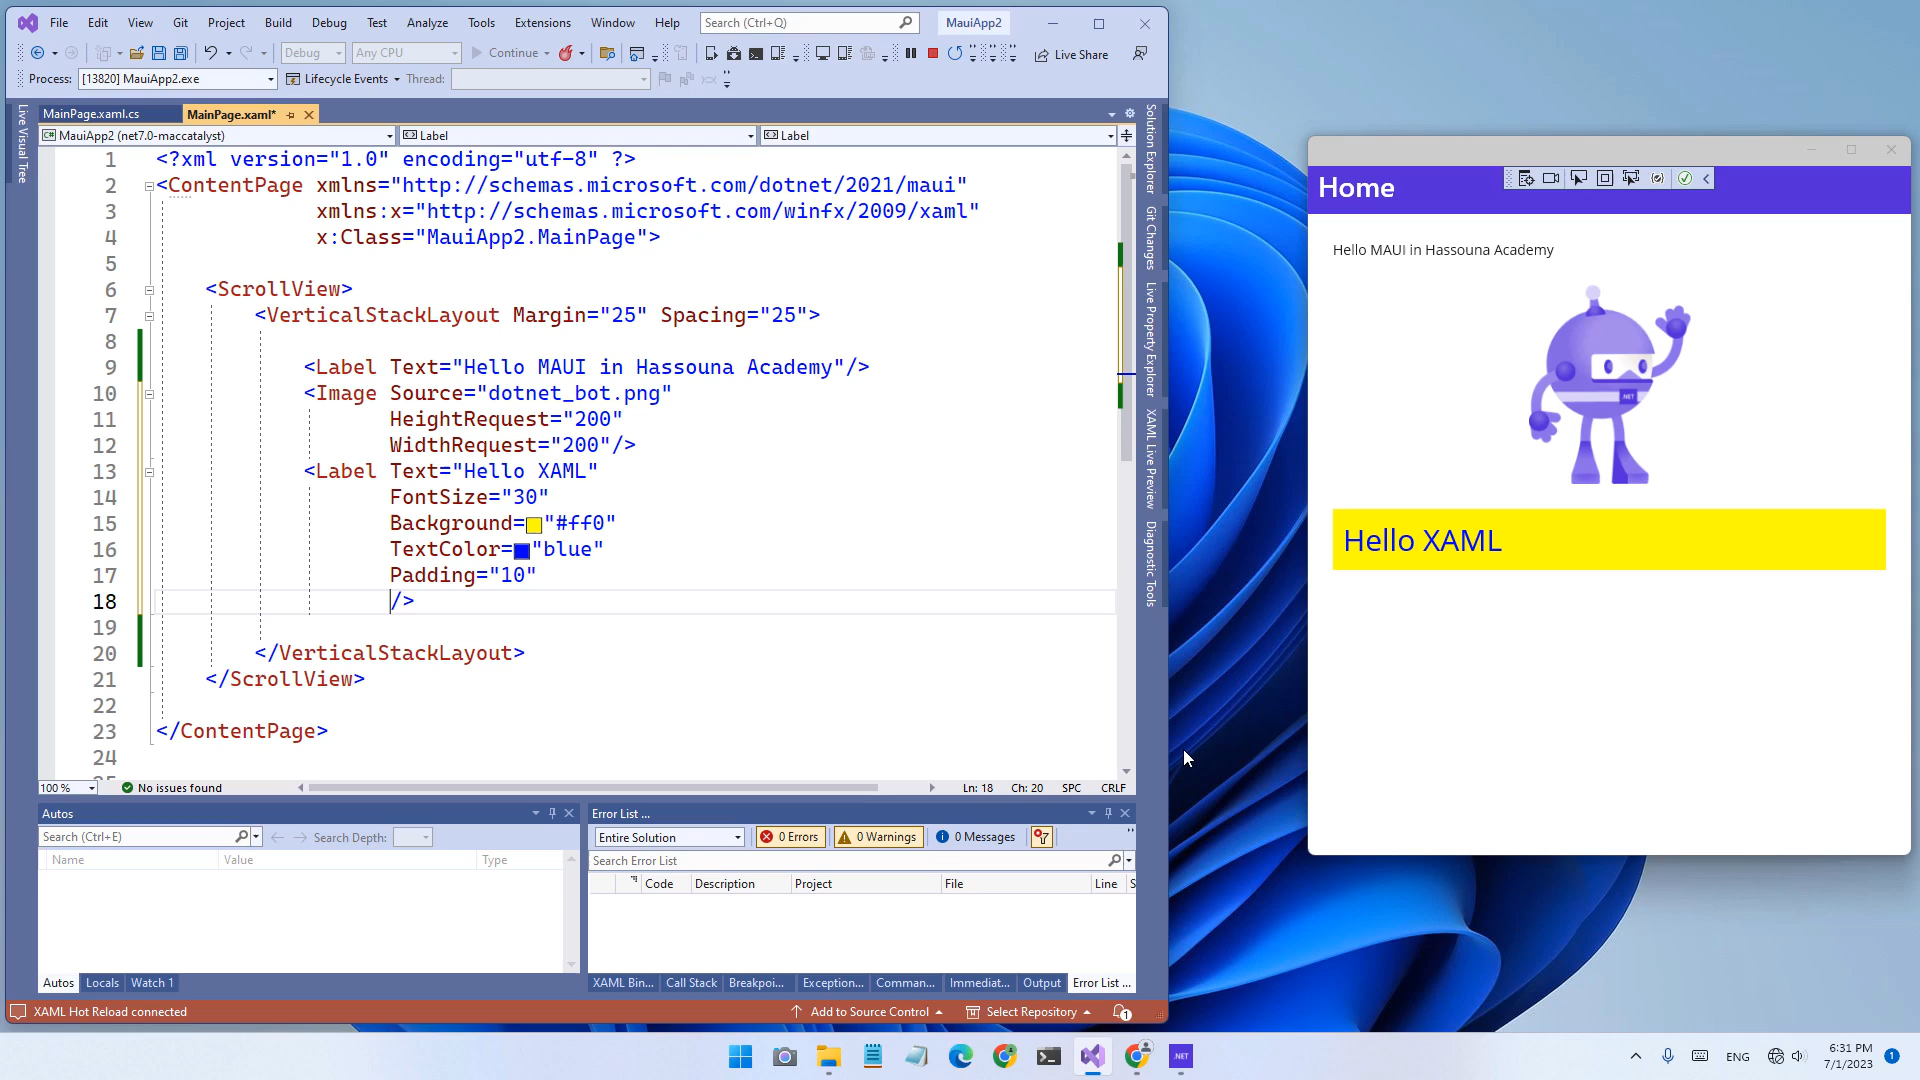 File Edit View Git Project Build Debug Test Analyze Tools Extensions Window Help Search (Ctrl+Q) MauiApp2
Debug Any CPU Continue Live Share
Process: [13820] MauiApp2.exe Lifecycle Events Thread:
MainPage.xaml.cs MainPage.xaml*
MauiApp2 (net7.0-maccatalyst) Label Label
1 <?xml version="1.0" encoding="utf-8" ?>
2 <ContentPage xmlns="http://schemas.microsoft.com/dotnet/2021/maui"
3 xmlns:x="http://schemas.microsoft.com/winfx/2009/xaml"
4 x:Class="MauiApp2.MainPage">
5
6 <ScrollView>
7 <VerticalStackLayout Margin="25" Spacing="25">
8
9 <Label Text="Hello MAUI in Hassouna Academy"/>
10 <Image Source="dotnet_bot.png"
11 HeightRequest="200"
12 WidthRequest="200"/>
13 <Label Text="Hello XAML"
14 FontSize="30"
15 Background="#ff0"
16 TextColor="blue"
17 Padding="10"
18 />
19
20 </VerticalStackLayout>
21 </ScrollView>
22
23 </ContentPage>
24
100 % No issues found Ln: 18 Ch: 20 SPC CRLF
Live Visual Tree
Solution Explorer
Git Changes
Live Property Explorer
XAML Live Preview
Diagnostic Tools
Autos
Search (Ctrl+E) Search Depth:
Name Value Type
Autos Locals Watch 1
Error List ...
Entire Solution 0 Errors 0 Warnings 0 Messages
Search Error List
Code Description Project File Line S
XAML Bin... Call Stack Breakpoi... Exception... Comman... Immediat... Output Error List ...
XAML Hot Reload connected Add to Source Control Select Repository 1
Home
Hello MAUI in Hassouna Academy
.NET
Hello XAML
.NET
ENG
6:31 PM
7/1/2023
1